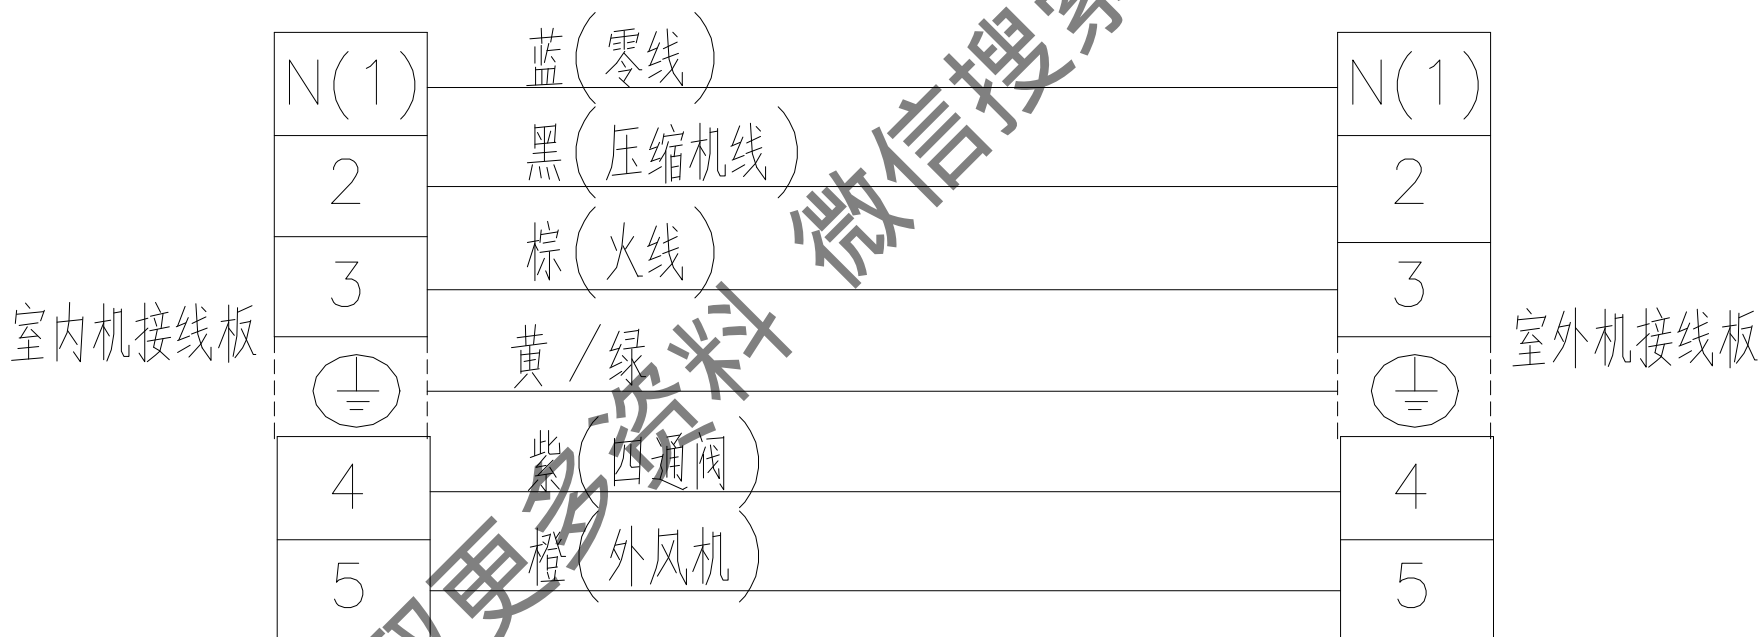 N(1) 蓝(零线) N(1)
2 黑(压缩机线) 2
3 棕(火线) 3
室内机接线板 黄/绿 室外机接线板
4 紫(四通阀) 4
5 橙(外风机) 5
取更多资料 微信搜索